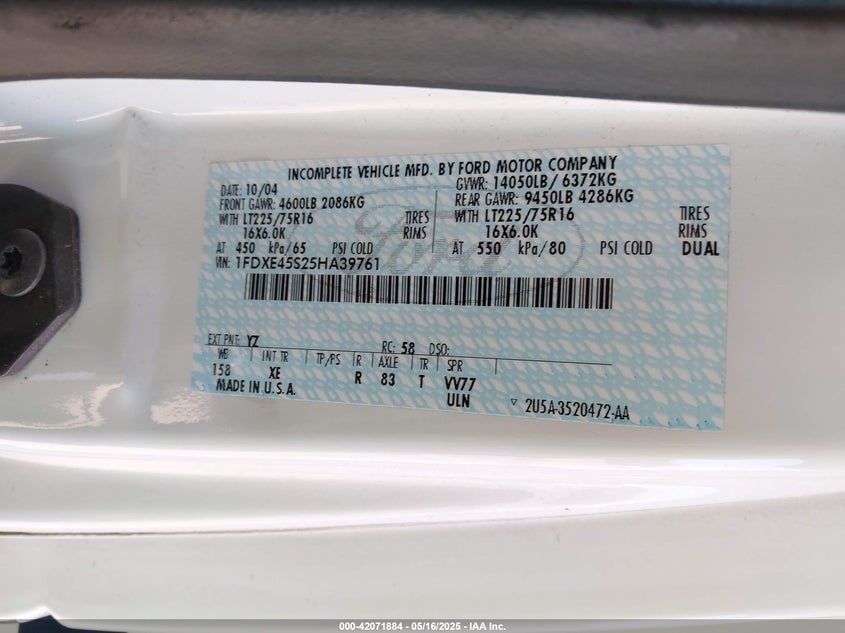 INCOMPLETE VEHICLE MFD. BY FORD MOTOR COMPANY
DATE: 10/04 GVWR: 14050LB/ 6372KG
FRONT GAWR: 4600LB 2086KG REAR GAWR: 9450LB 4286KG
WITH LT225/75R16 TIRES WITH LT225/75R16 TIRES
16X6.0K RIMS 16X6.0K RIMS
AT 450 kPa/65 PSI COLD AT 550 kPa/80 PSI COLD DUAL
VIN: 1FDXE45S25HA39761
Ford
EXT PNT: YZ RC: 58 DSO:
WB INT TR TP/PS R AXLE TR SPR
158 XE R 83 T VV77
MADE IN U.S.A. ULN ▽ 2U5A-3520472-AA
000-42071884 - 05/16/2025 - IAA Inc.